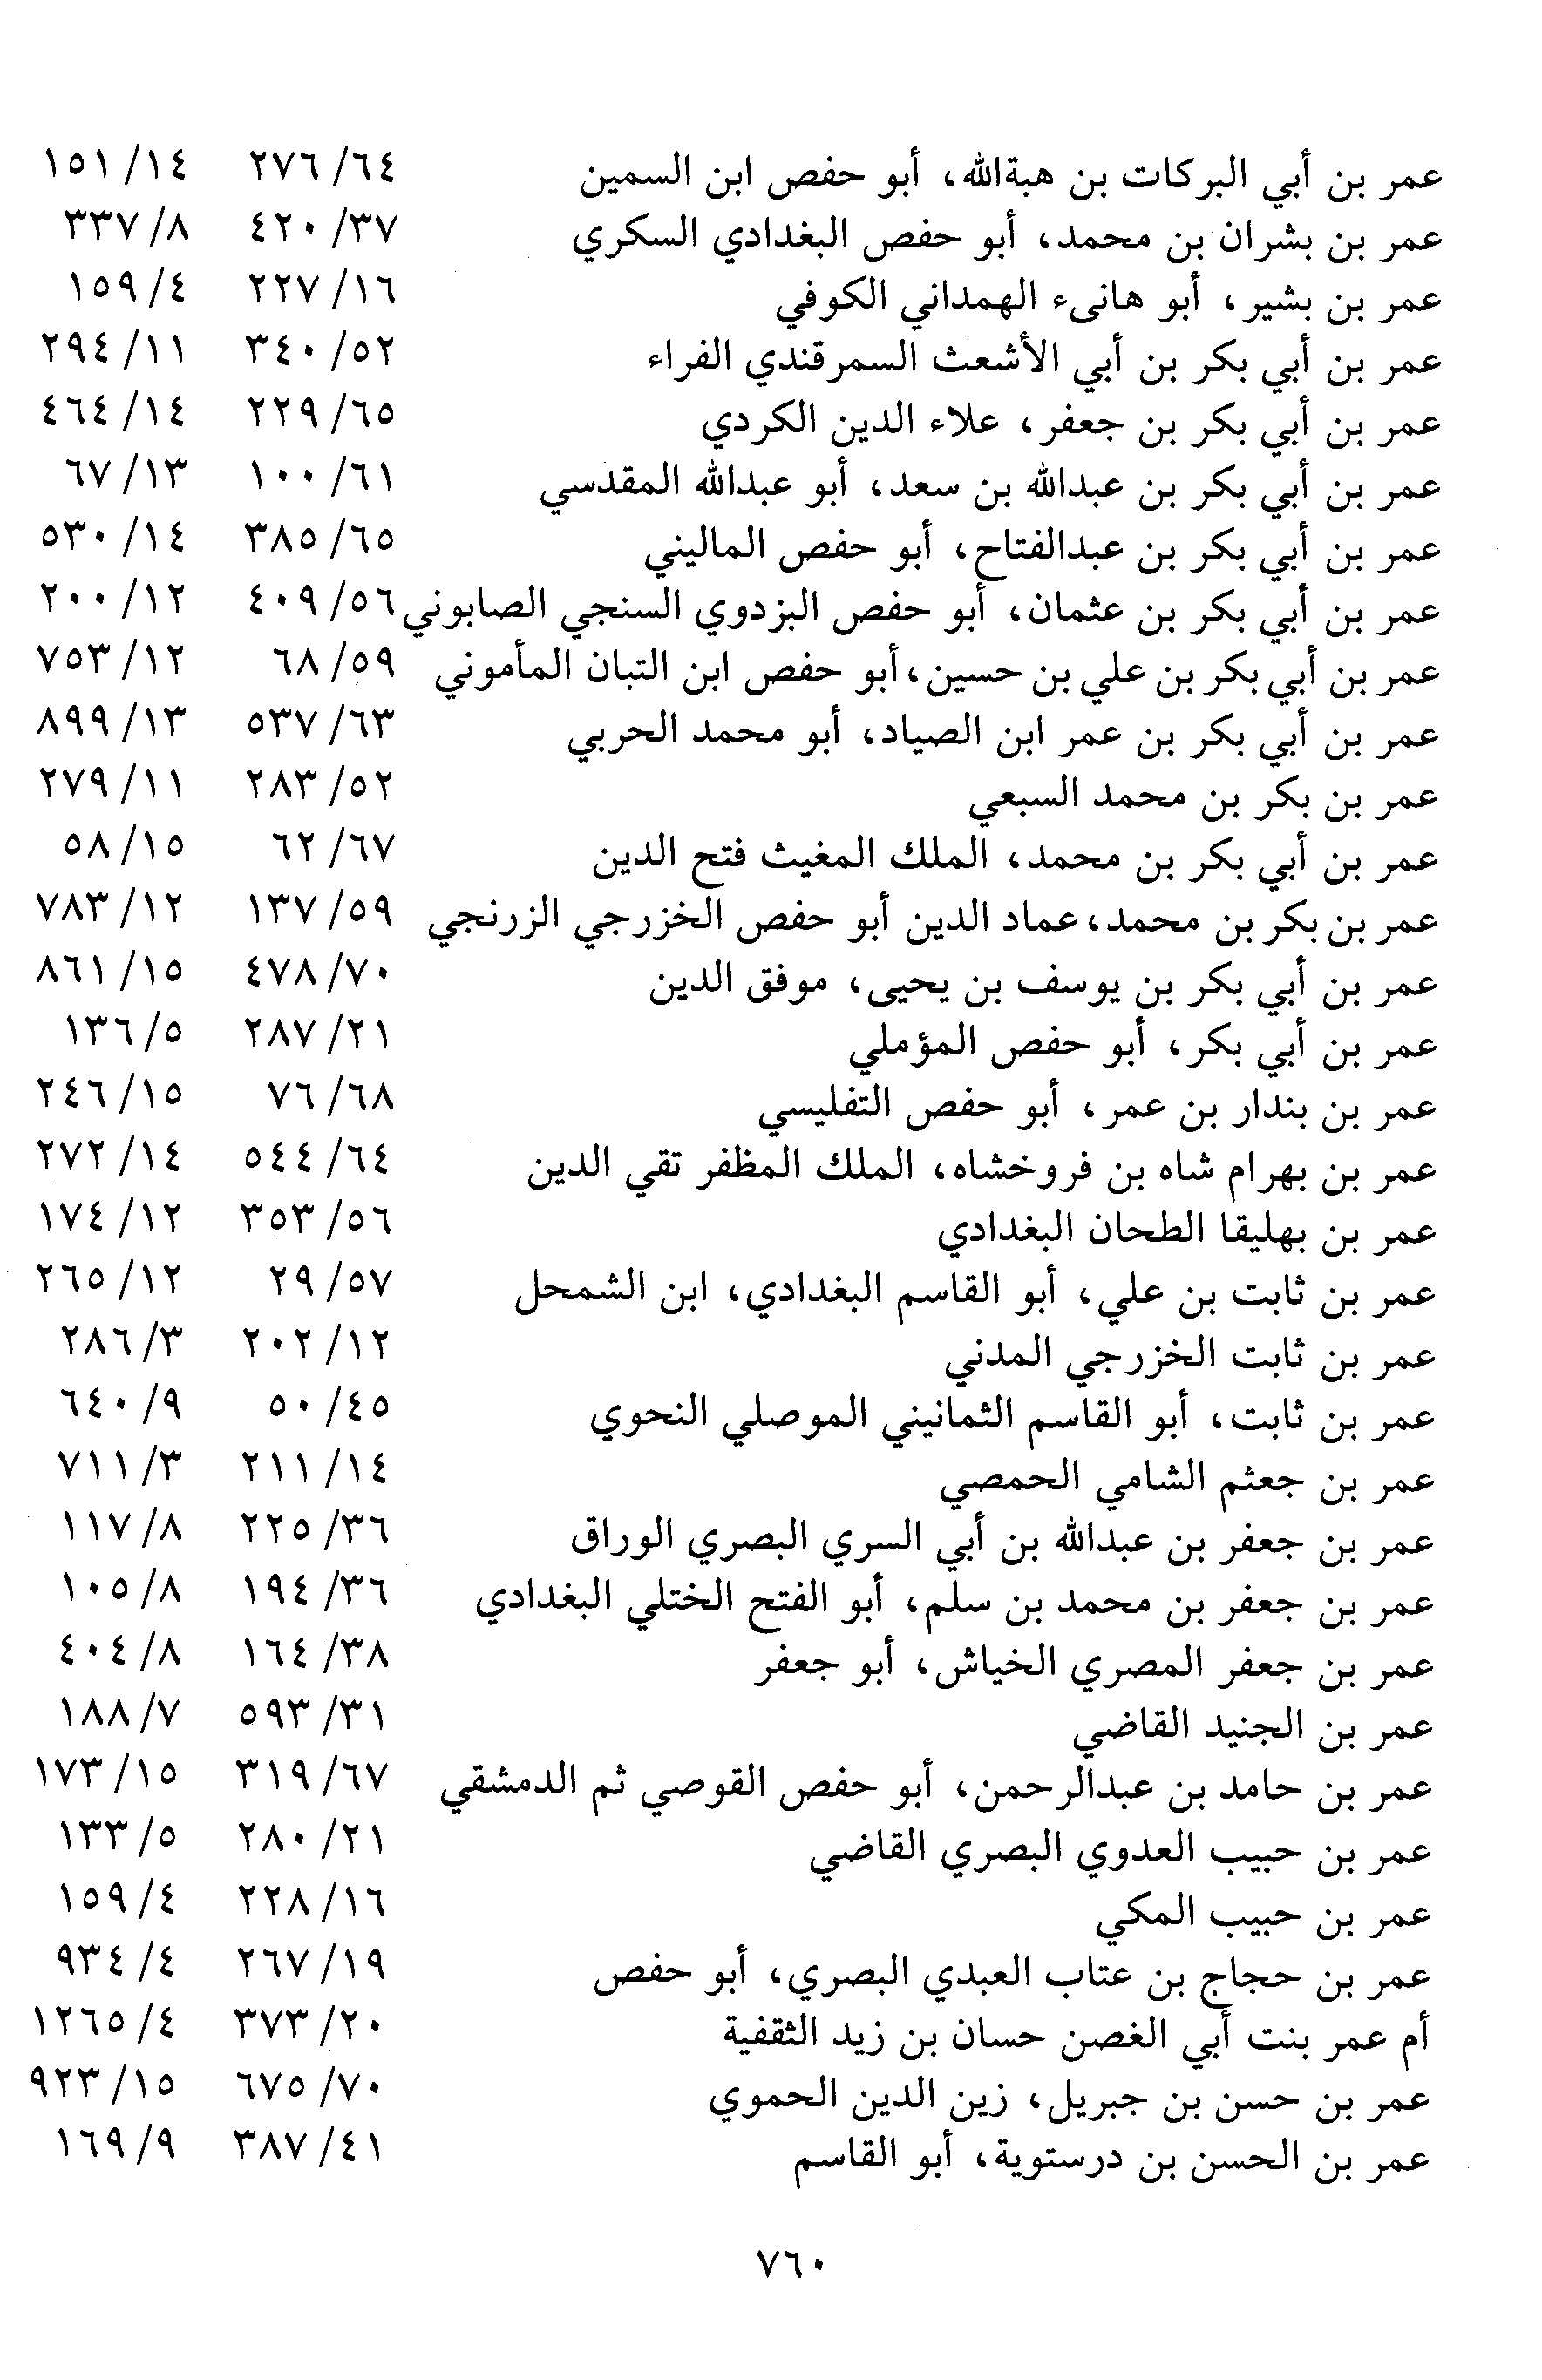 عمر بن أبي البركات بن هبةالله، أبو حفص ابن السمين ٦٤/ ٢٧٦ ١٤/ ١٥١
عمر بن بشران بن محمد، أبو حفص البغدادي السكري ٣٧/ ٤٢٠ ٨/ ٣٣٧
عمر بن بشير، أبو هانىء الهمداني الكوفي ١٦/ ٢٢٧ ٤/ ١٥٩
عمر بن أبي بكر بن أبي الأشعث السمرقندي الفراء ٥٢/ ٣٤٠ ١١/ ٢٩٤
عمر بن أبي بكر بن جعفر، علاء الدين الكردي ٦٥/ ٢٢٩ ١٤/ ٤٦٤
عمر بن أبي بكر بن عبدالله بن سعد، أبو عبدالله المقدسي ٦١/ ١٠٠ ١٣/ ٦٧
عمر بن أبي بكر بن عبدالفتاح، أبو حفص الماليني ٦٥/ ٣٨٥ ١٤/ ٥٣٠
عمر بن أبي بكر بن عثمان، أبو حفص البزدوي السنجي الصابوني ٥٦/ ٤٠٩ ١٢/ ٢٠٠
عمر بن أبي بكر بن علي بن حسين، أبو حفص ابن التبان المأموني ٥٩/ ٦٨ ١٢/ ٧٥٣
عمر بن أبي بكر بن عمر ابن الصياد، أبو محمد الحربي ٦٣/ ٥٣٧ ١٣/ ٨٩٩
عمر بن بكر بن محمد السبعي ٥٢/ ٢٨٣ ١١/ ٢٧٩
عمر بن أبي بكر بن محمد، الملك المغيث فتح الدين ٦٧/ ٦٢ ١٥/ ٥٨
عمر بن بكر بن محمد، عماد الدين أبو حفص الخزرجي الزرنجي ٥٩/ ١٣٧ ١٢/ ٧٨٣
عمر بن أبي بكر بن يوسف بن يحيى، موفق الدين ٧٠/ ٤٧٨ ١٥/ ٨٦١
عمر بن أبي بكر، أبو حفص المؤملي ٢١/ ٢٨٧ ٥/ ١٣٦
عمر بن بندار بن عمر، أبو حفص التفليسي ٦٨/ ٧٦ ١٥/ ٢٤٦
عمر بن بهرام شاه بن فروخشاه، الملك المظفر تقي الدين ٦٤/ ٥٤٤ ١٤/ ٢٧٢
عمر بن بهليقا الطحان البغدادي ٥٦/ ٣٥٣ ١٢/ ١٧٤
عمر بن ثابت بن علي، أبو القاسم البغدادي، ابن الشمحل ٥٧/ ٢٩ ١٢/ ٢٦٥
عمر بن ثابت الخزرجي المدني ١٢/ ٢٠٢ ٣/ ٢٨٦
عمر بن ثابت، أبو القاسم الثمانيني الموصلي النحوي ٤٥/ ٥٠ ٩/ ٦٤٠
عمر بن جعثم الشامي الحمصي ١٤/ ٢١١ ٣/ ٧١١
عمر بن جعفر بن عبدالله بن أبي السري البصري الوراق ٣٦/ ٢٢٥ ٨/ ١١٧
عمر بن جعفر بن محمد بن سلم، أبو الفتح الختلي البغدادي ٣٦/ ١٩٤ ٨/ ١٠٥
عمر بن جعفر المصري الخياش، أبو جعفر ٣٨/ ١٦٤ ٨/ ٤٠٤
عمر بن الجنيد القاضي ٣١/ ٥٩٣ ٧/ ١٨٨
عمر بن حامد بن عبدالرحمن، أبو حفص القوصي ثم الدمشقي ٦٧/ ٣١٩ ١٥/ ١٧٣
عمر بن حبيب العدوي البصري القاضي ٢١/ ٢٨٠ ٥/ ١٣٣
عمر بن حبيب المكي ١٦/ ٢٢٨ ٤/ ١٥٩
عمر بن حجاج بن عتاب العبدي البصري، أبو حفص ١٩/ ٢٦٧ ٤/ ٩٣٤
أم عمر بنت أبي الغصن حسان بن زيد الثقفية ٢٠/ ٣٧٣ ٤/ ١٢٦٥
عمر بن حسن بن جبريل، زين الدين الحموي ٧٠/ ٦٧٥ ١٥/ ٩٢٣
عمر بن الحسن بن درستوية، أبو القاسم ٤١/ ٣٨٧ ٩/ ١٦٩
٧٦٠